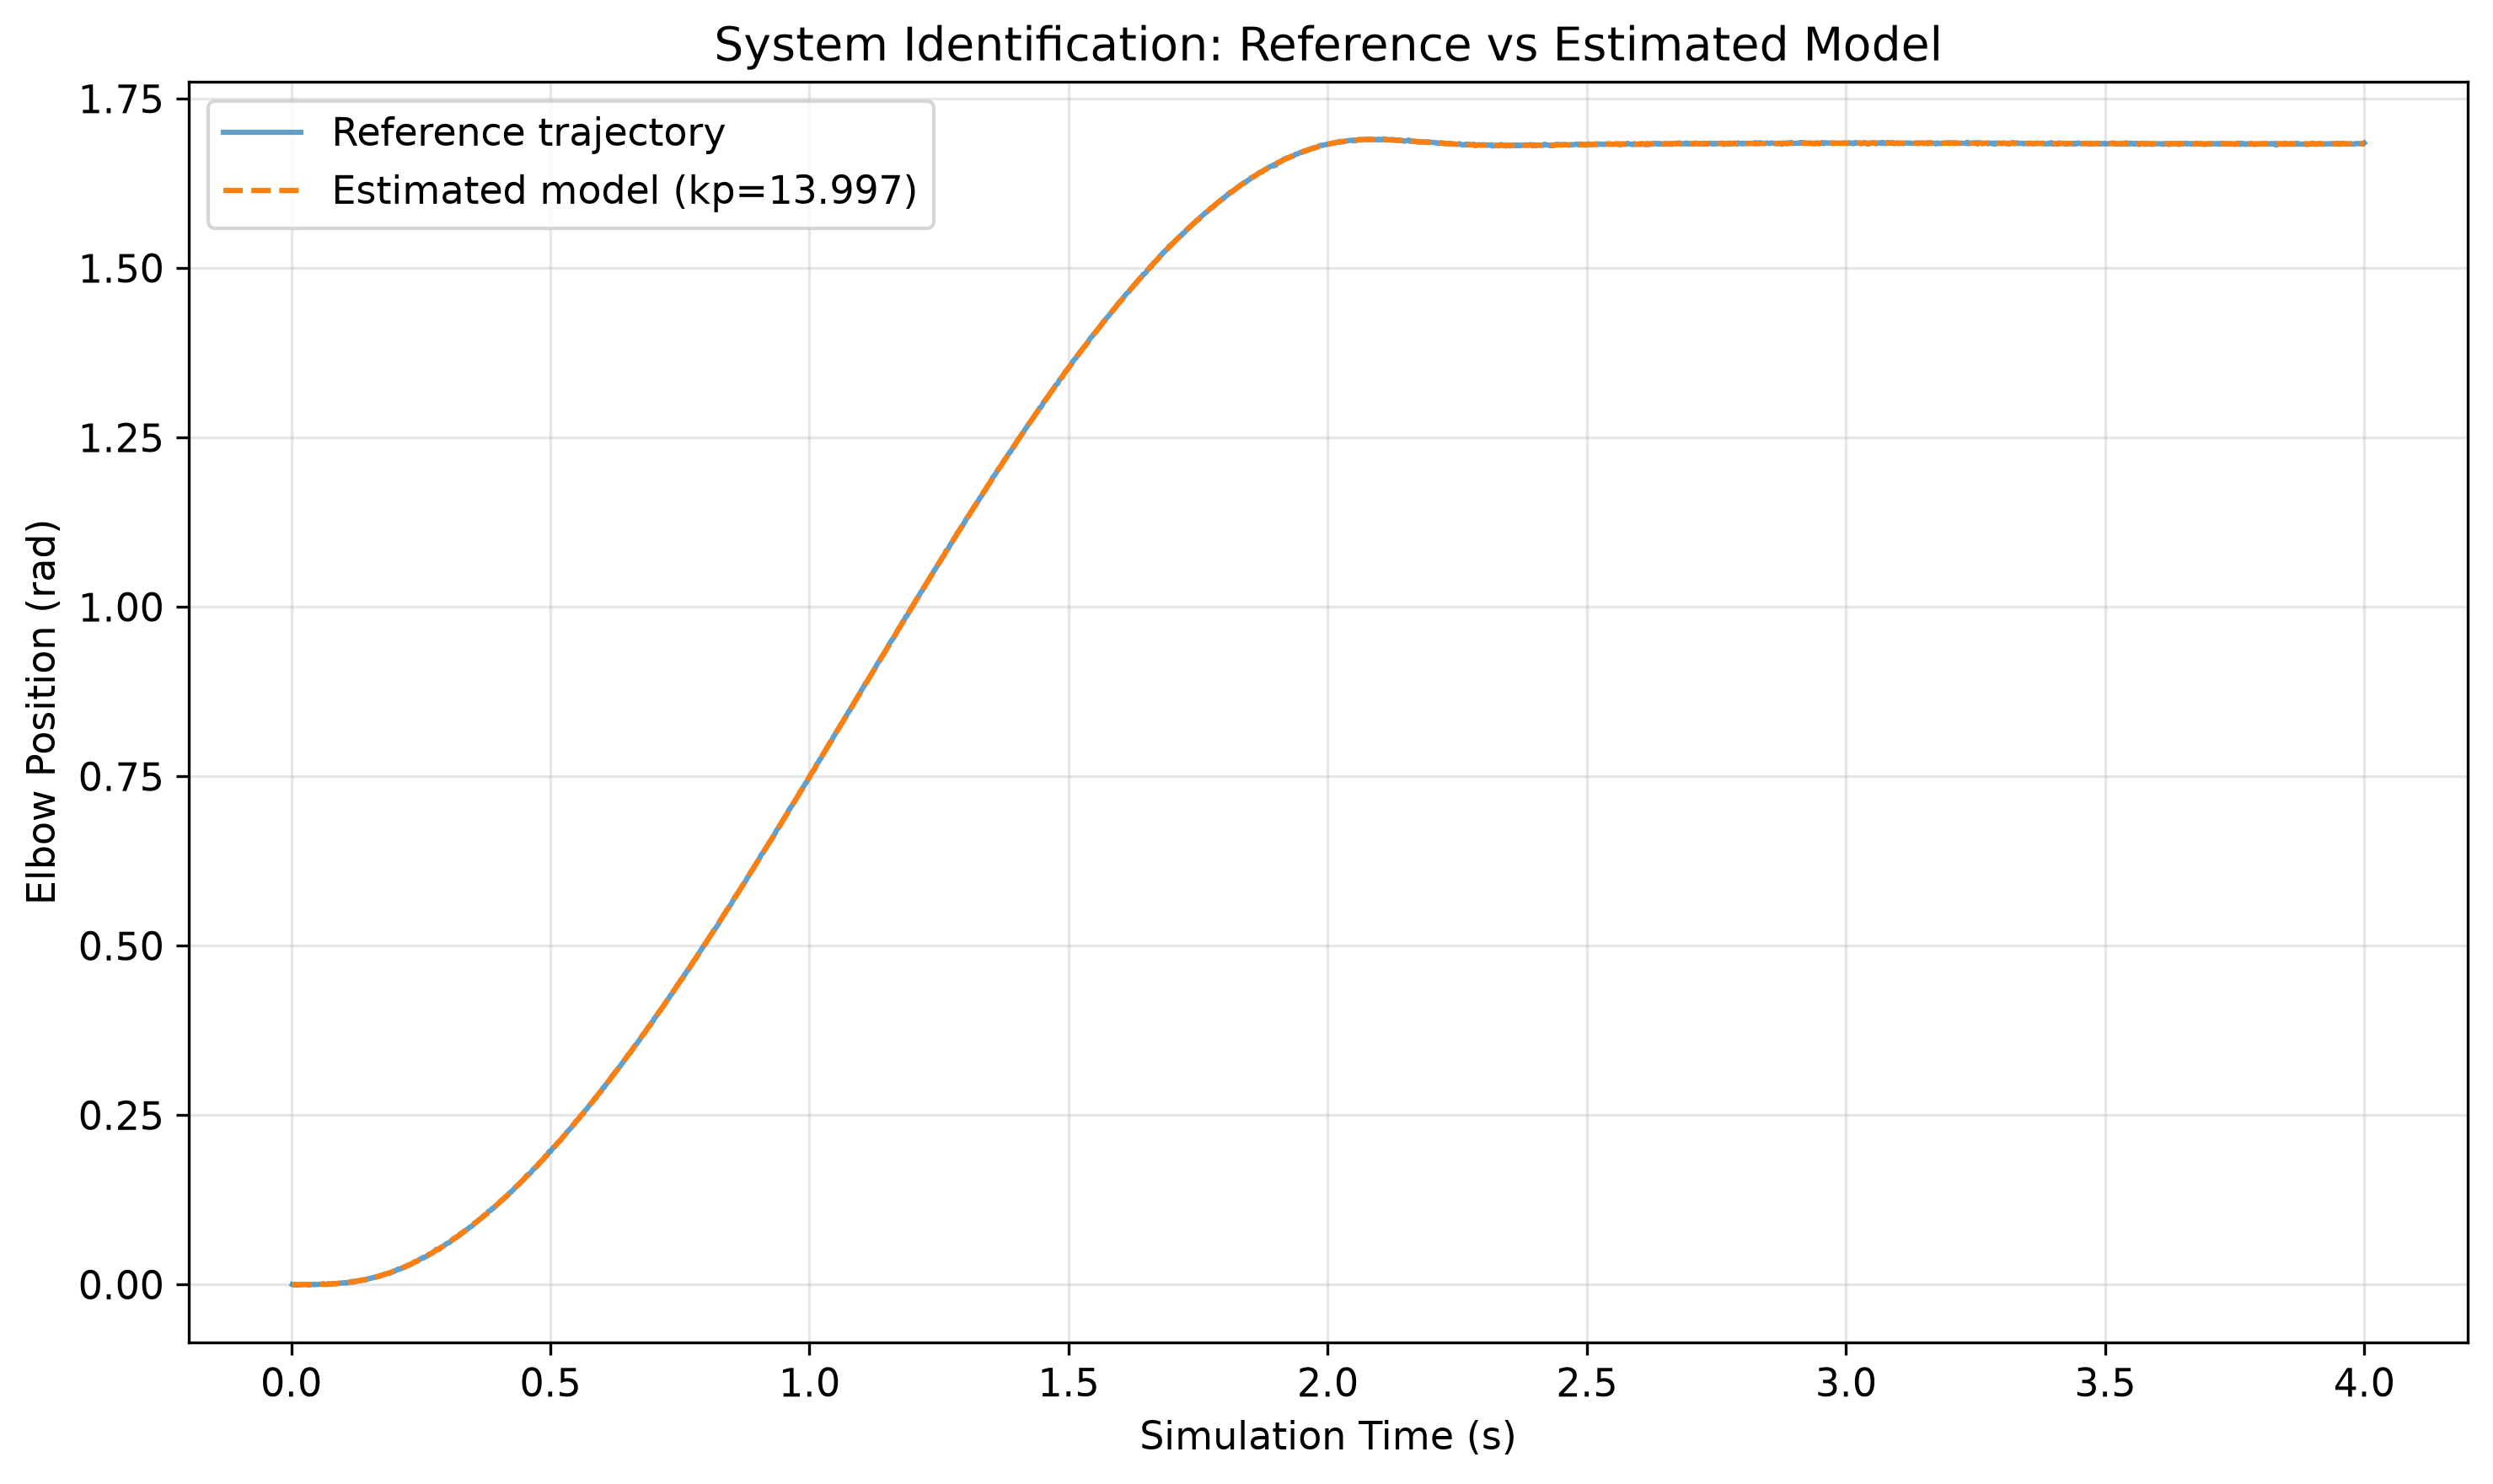 System Identification: Reference vs Estimated Model
Reference trajectory
Estimated model (kp=13.997)
Elbow Position (rad)
1.75
1.50
1.25
1.00
0.75
0.50
0.25
0.00
0.0 0.5 1.0 1.5 2.0 2.5 3.0 3.5 4.0
Simulation Time (s)